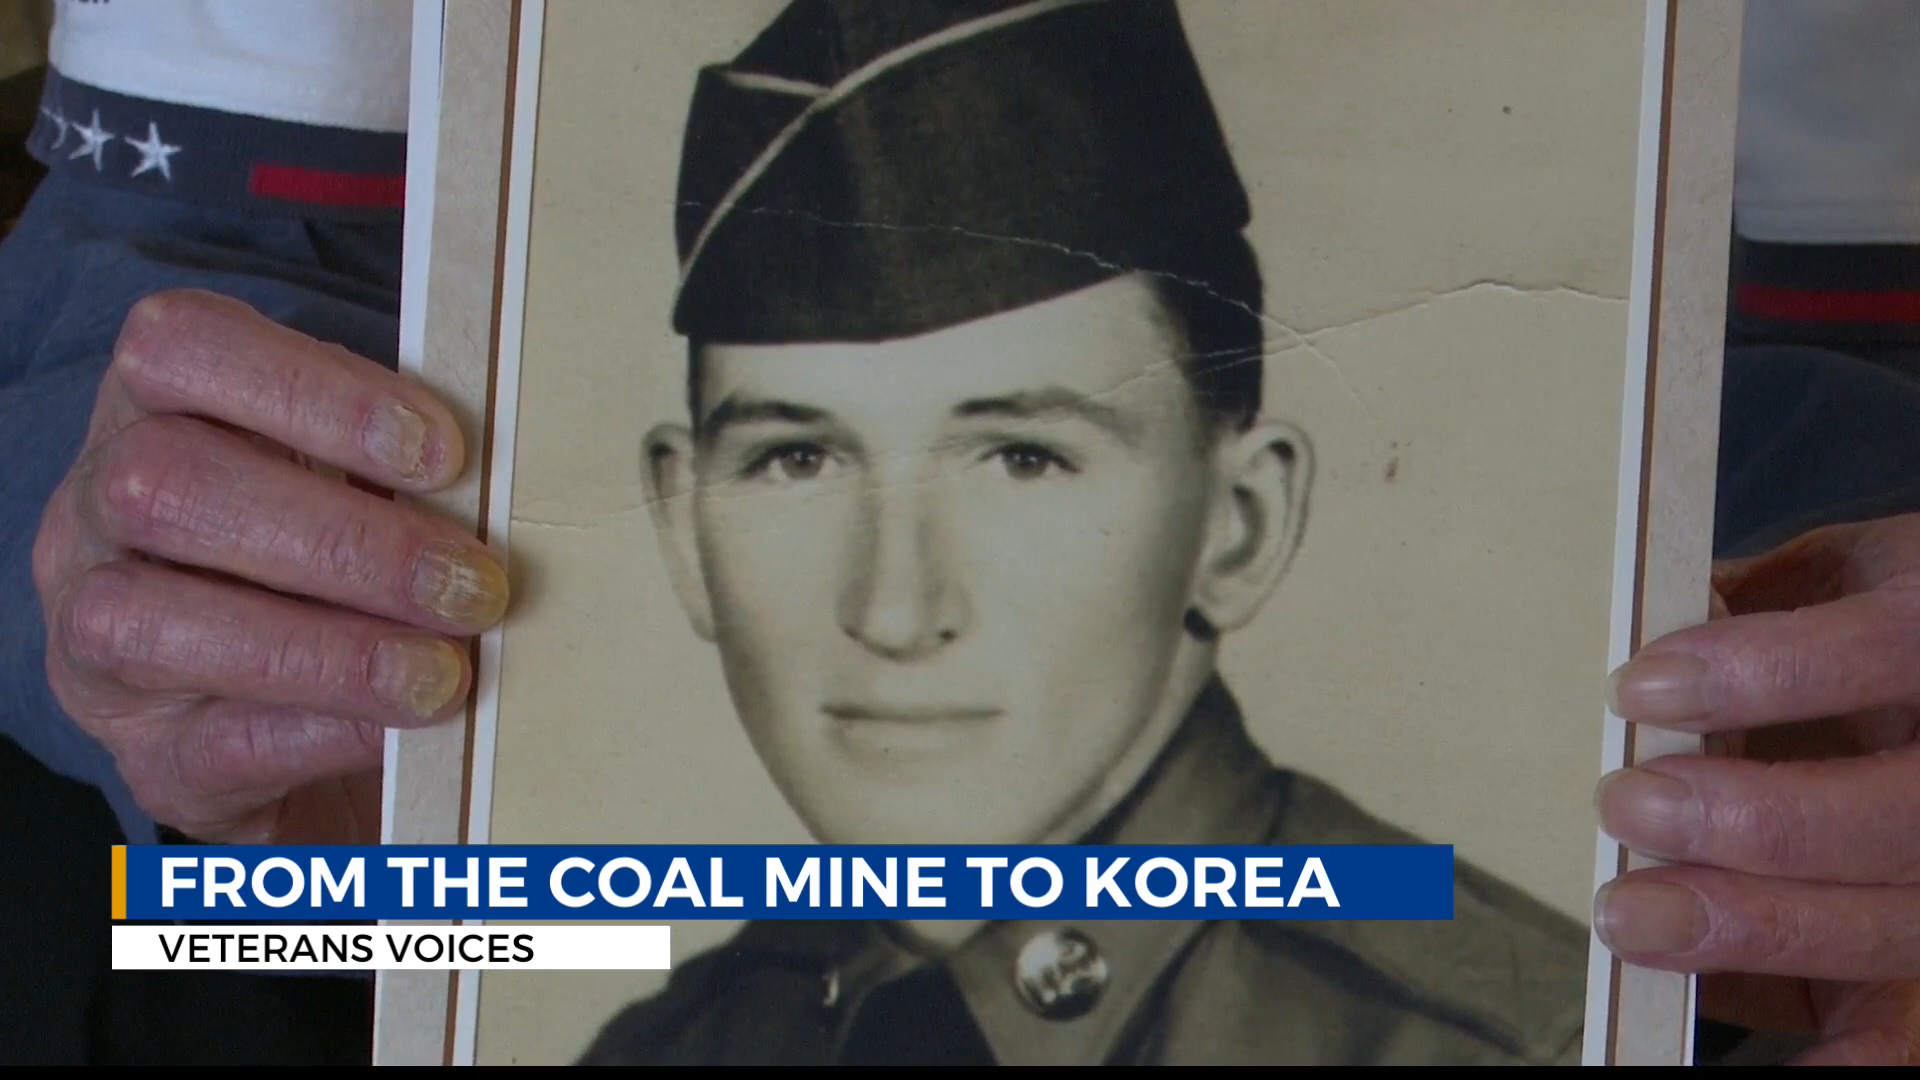 FROM THE COAL MINE TO KOREA
VETERANS VOICES